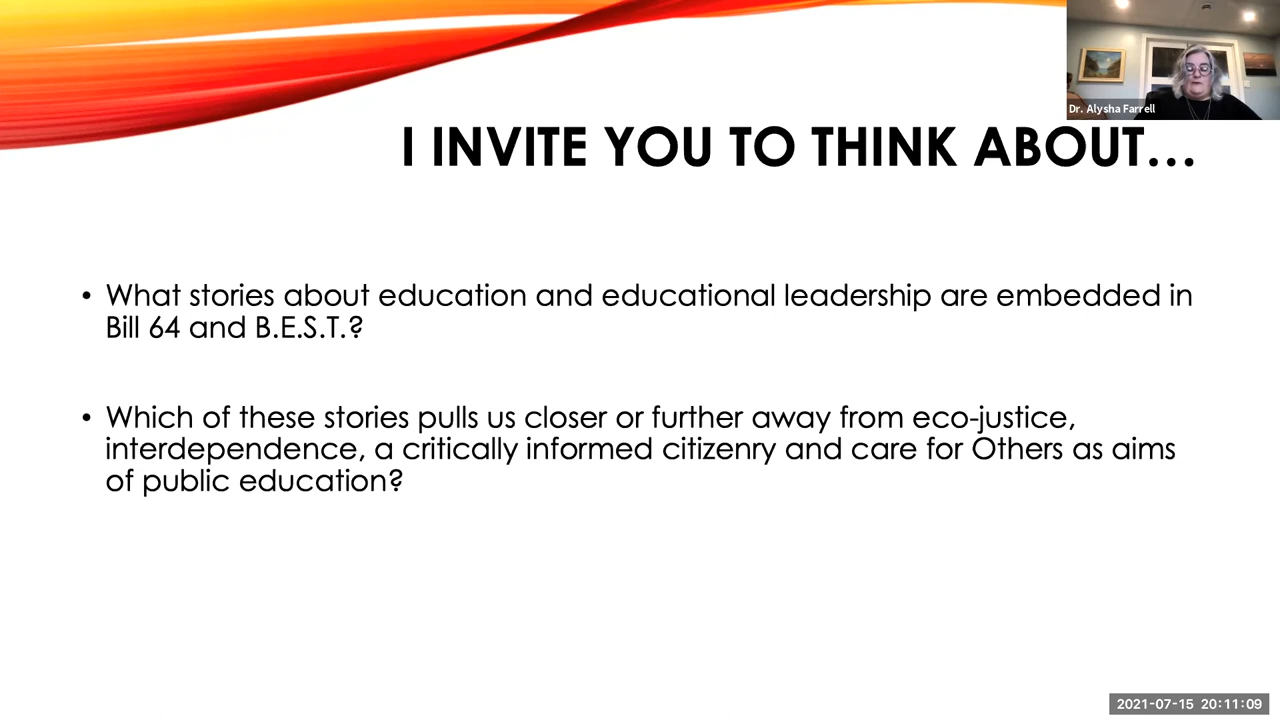 Dr. Alysha Farrell
I INVITE YOU TO THINK ABOUT...
• What stories about education and educational leadership are embedded in
Bill 64 and B.E.S.T.?
• Which of these stories pulls us closer or further away from eco-justice,
interdependence, a critically informed citizenry and care for Others as aims
of public education?
2021-07-15 20:11:09